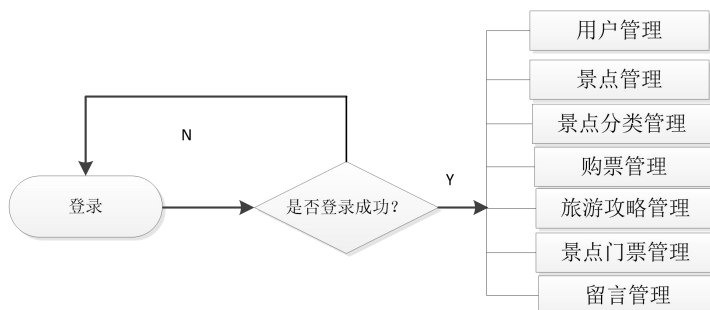 用户管理
景点管理
N
景点分类管理
购票管理
Y
登录
是否登录成功?
旅游攻略管理
景点门票管理
留言管理